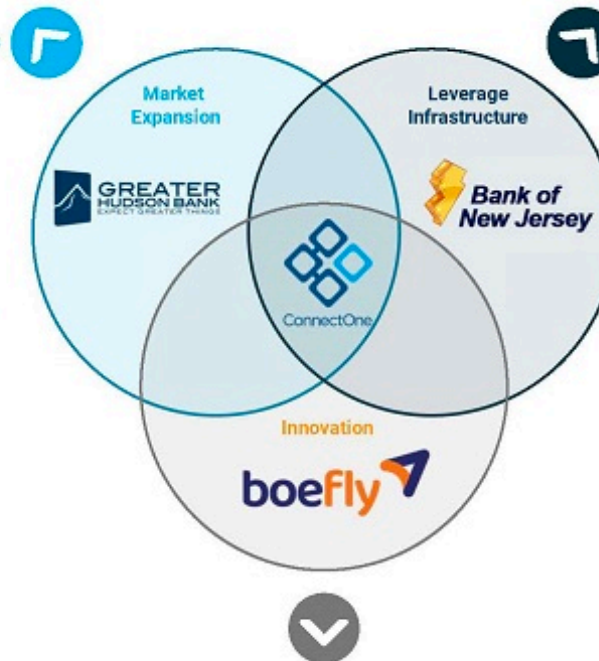 Market
Expansion
Leverage
Infrastructure
GREATER
HUDSON BANK
EXPECT GREATER THINGS
Bank of
New Jersey
ConnectOne
Innovation
boefly